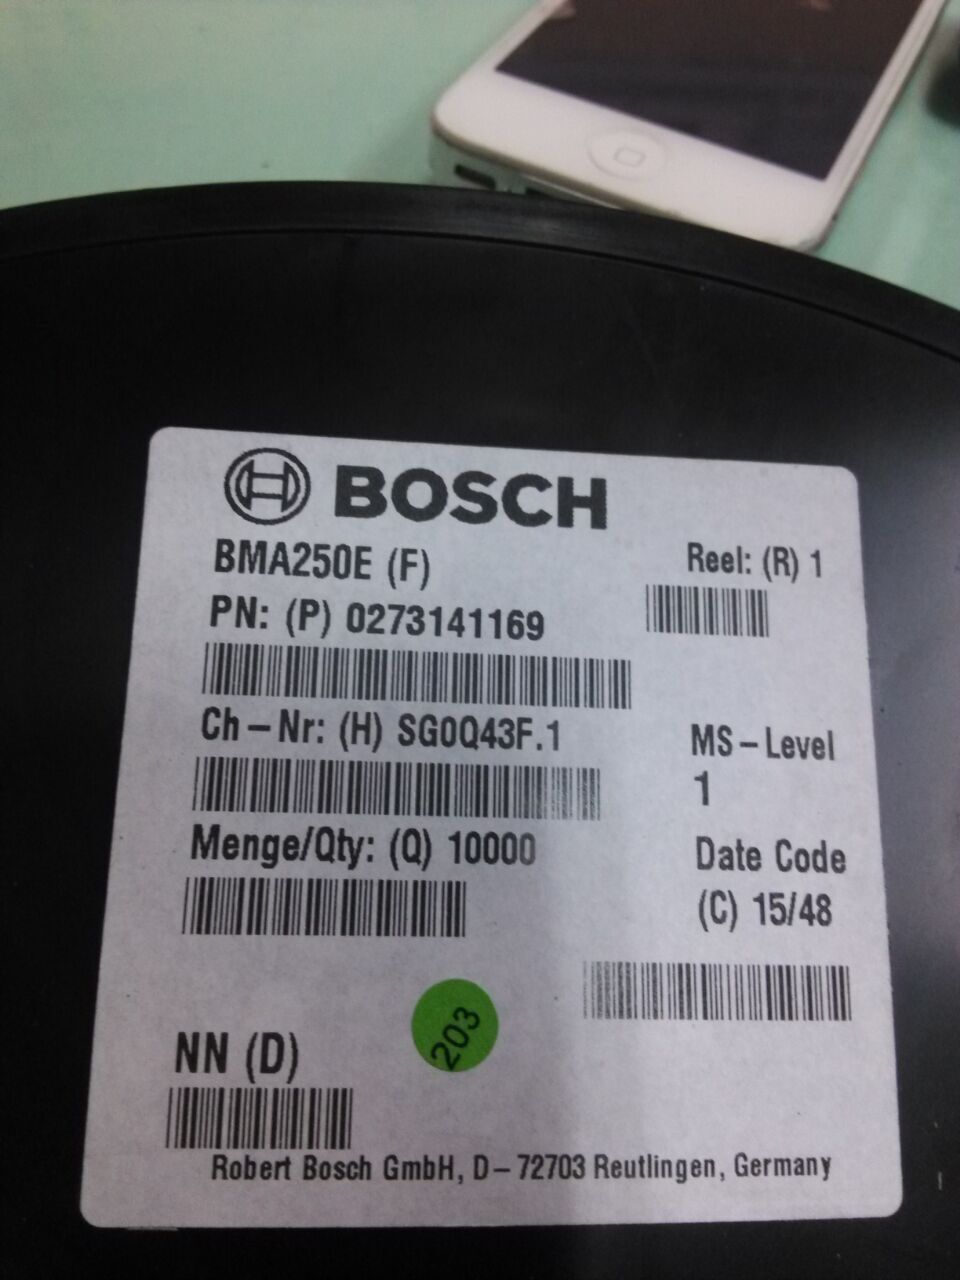 BOSCH
BMA250E (F)
Reel: (R) 1
PN: (P) 0273141169
Ch-Nr: (H) SG0Q43F.1
MS-Level
1
Menge/Qty: (Q) 10000
Date Code
(C) 15/48
203
NN (D)
Robert Bosch GmbH, D-72703 Reutlingen, Germany